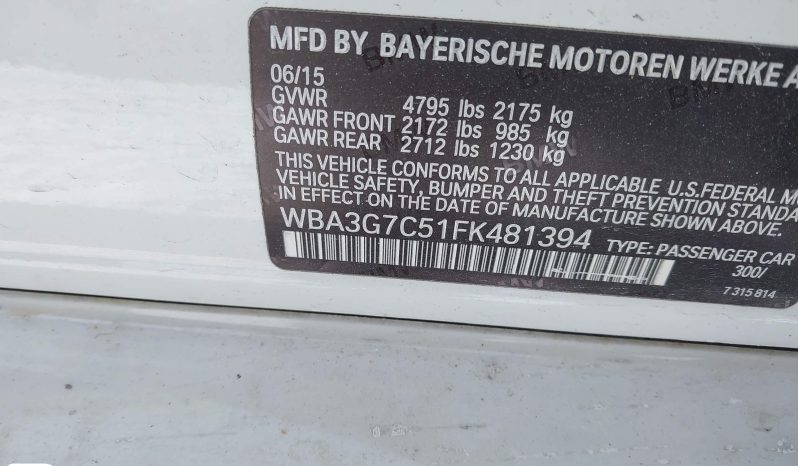 MFD BY BAYERISCHE MOTOREN WERKE A
06/15
GVWR 4795 lbs 2175 kg
GAWR FRONT 2172 lbs 985 kg
GAWR REAR 2712 lbs 1230 kg
THIS VEHICLE CONFORMS TO ALL APPLICABLE U.S.FEDERAL M
VEHICLE SAFETY, BUMPER AND THEFT PREVENTION STANDA
IN EFFECT ON THE DATE OF MANUFACTURE SHOWN ABOVE.
WBA3G7C51FK481394 TYPE: PASSENGER CAR
300/
7 315 814